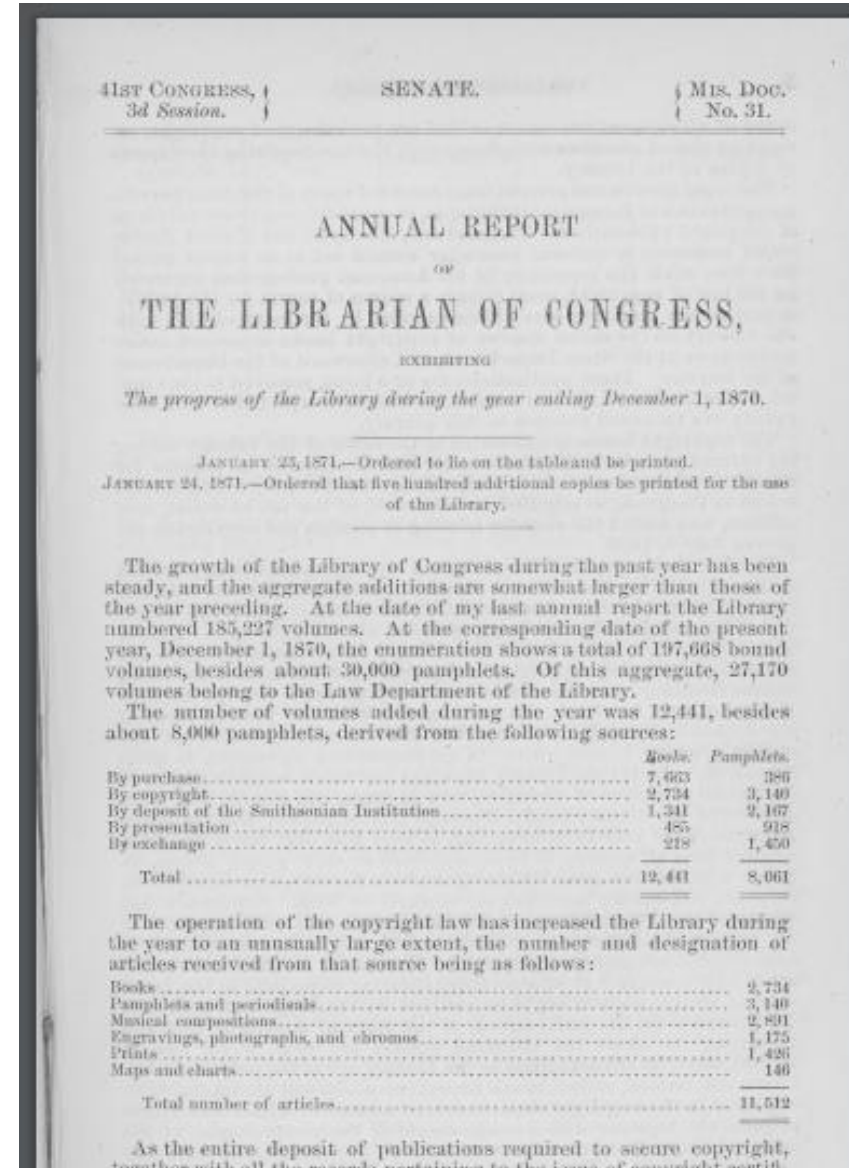 41ST CONGRESS, SENATE. MIS. DOC.
3d Session. No. 31.
ANNUAL REPORT
OF
THE LIBRARIAN OF CONGRESS,
EXHIBITING
The progress of the Library during the year ending December 1, 1870.
JANUARY 23, 1871.—Ordered to lie on the table and be printed.
JANUARY 24, 1871.—Ordered that five hundred additional copies be printed for the use
of the Library.
The growth of the Library of Congress during the past year has been
steady, and the aggregate additions are somewhat larger than those of
the year preceding. At the date of my last annual report the Library
numbered 185,227 volumes. At the corresponding date of the present
year, December 1, 1870, the enumeration shows a total of 197,668 bound
volumes, besides about 30,000 pamphlets. Of this aggregate, 27,170
volumes belong to the Law Department of the Library.
The number of volumes added during the year was 12,441, besides
about 8,000 pamphlets, derived from the following sources:
Books. Pamphlets.
By purchase 7,663 386
By copyright 2,734 3,140
By deposit of the Smithsonian Institution 1,341 2,167
By presentation 485 918
By exchange 218 1,450
Total 12,441 8,061
The operation of the copyright law has increased the Library during
the year to an unusually large extent, the number and designation of
articles received from that source being as follows:
Books 2,734
Pamphlets and periodicals 3,140
Musical compositions 2,891
Engravings, photographs, and chromos 1,175
Prints 1,426
Maps and charts 146
Total number of articles 11,512
As the entire deposit of publications required to secure copyright,
together with all the records pertaining to the issue of copyright